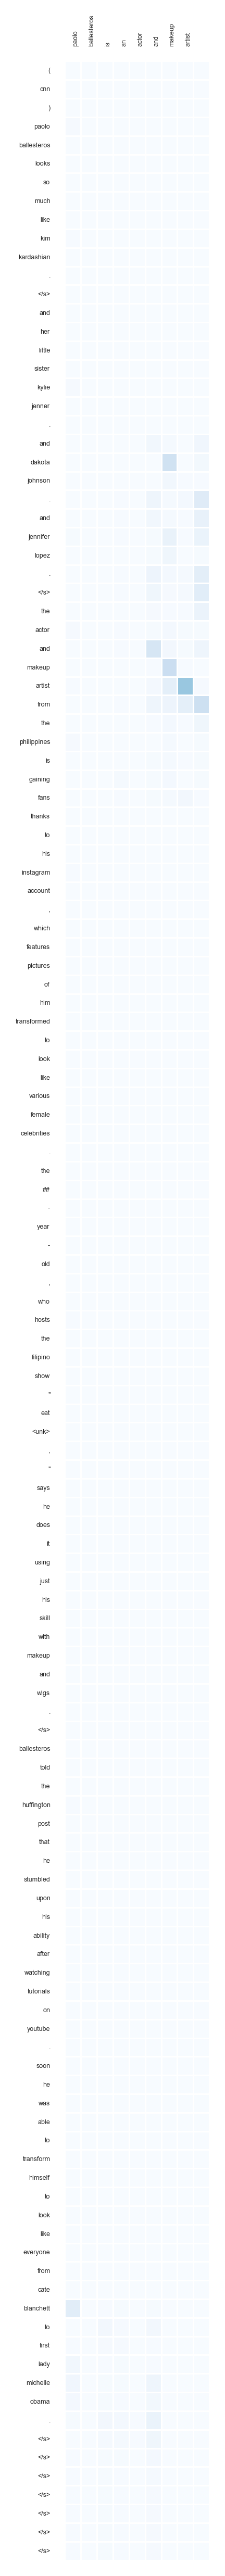 paolo ballesteros is an actor and makeup artist
(
cnn
)
paolo
ballesteros
looks
so
much
like
kim
kardashian
.
</s>
and
her
little
sister
kylie
jenner
.
and
dakota
johnson
.
and
jennifer
lopez
.
</s>
the
actor
and
makeup
artist
from
the
philippines
is
gaining
fans
thanks
to
his
instagram
account
,
which
features
pictures
of
him
transformed
to
look
like
various
female
celebrities
.
the
##
-
year
-
old
,
who
hosts
the
filipino
show
"
eat
<unk>
,
"
says
he
does
it
using
just
his
skill
with
makeup
and
wigs
.
</s>
ballesteros
told
the
huffington
post
that
he
stumbled
upon
his
ability
after
watching
tutorials
on
youtube
.
soon
he
was
able
to
transform
himself
to
look
like
everyone
from
cate
blanchett
to
first
lady
michelle
obama
.
</s>
</s>
</s>
</s>
</s>
</s>
</s>